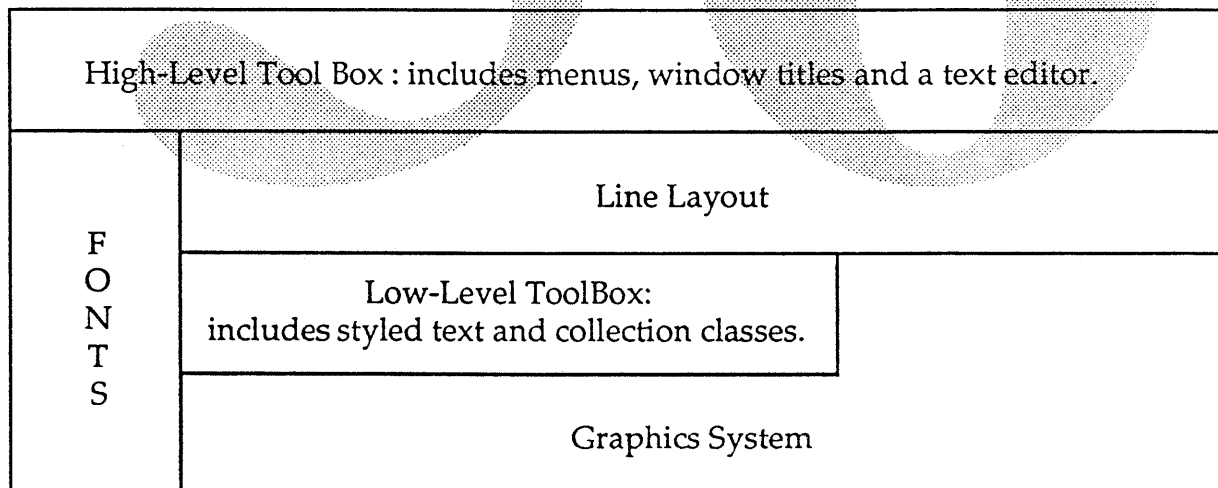 High-Level Tool Box : includes menus, window titles and a text editor.
Line Layout
FONTS
Low-Level ToolBox:
includes styled text and collection classes.
Graphics System